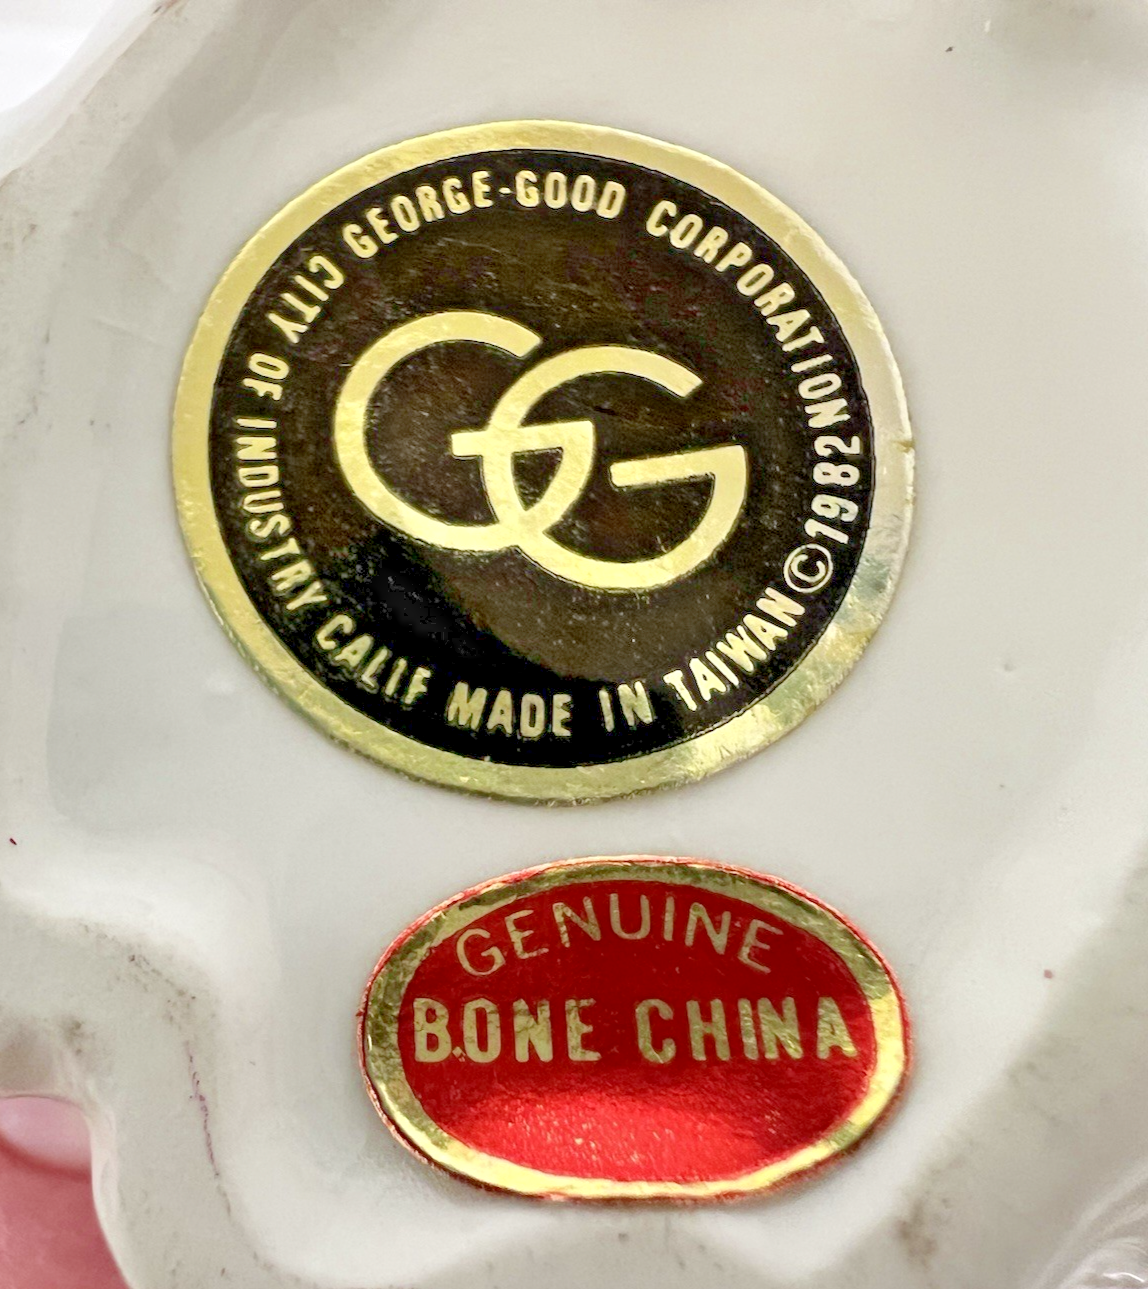 GEORGE-GOOD CORPORATION
©1982
CITY OF INDUSTRY CALIF MADE IN TAIWAN
GG
GENUINE
BONE CHINA